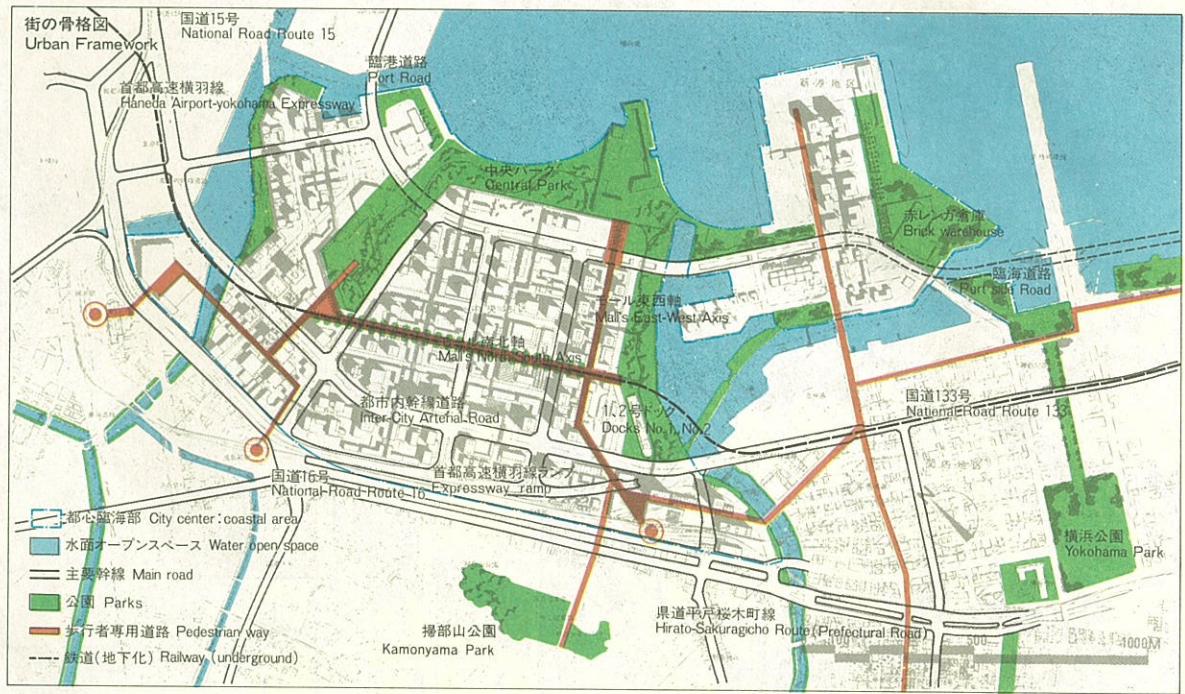 街の骨格図
Urban Framework
国道15号
National Road Route 15
首都高速横羽線
Haneda Airport-yokohama Expressway
臨港道路
Port Road
新港地区
中央パーク
Central Park
赤レンガ倉庫
Brick warehouse
臨海道路
Port side Road
モール東西軸
Mall's East-West Axis
モール南北軸
Mall's North-South Axis
都市内幹線道路
Inter-City Arterial Road
1,2号ドック
Docks No.1, No.2
国道133号
National Road Route 133
国道16号
National Road Route 16
首都高速横羽線ランプ
Expressway ramp
横浜公園
Yokohama Park
掃部山公園
Kamonyama Park
県道平戸桜木町線
Hirato-Sakuragicho Route (Prefectural Road)
都心臨海部 City center:coastal area
水面オープンスペース Water open space
主要幹線 Main road
公園 Parks
歩行者専用道路 Pedestrian way
鉄道(地下化) Railway (underground)
100
500
1000M